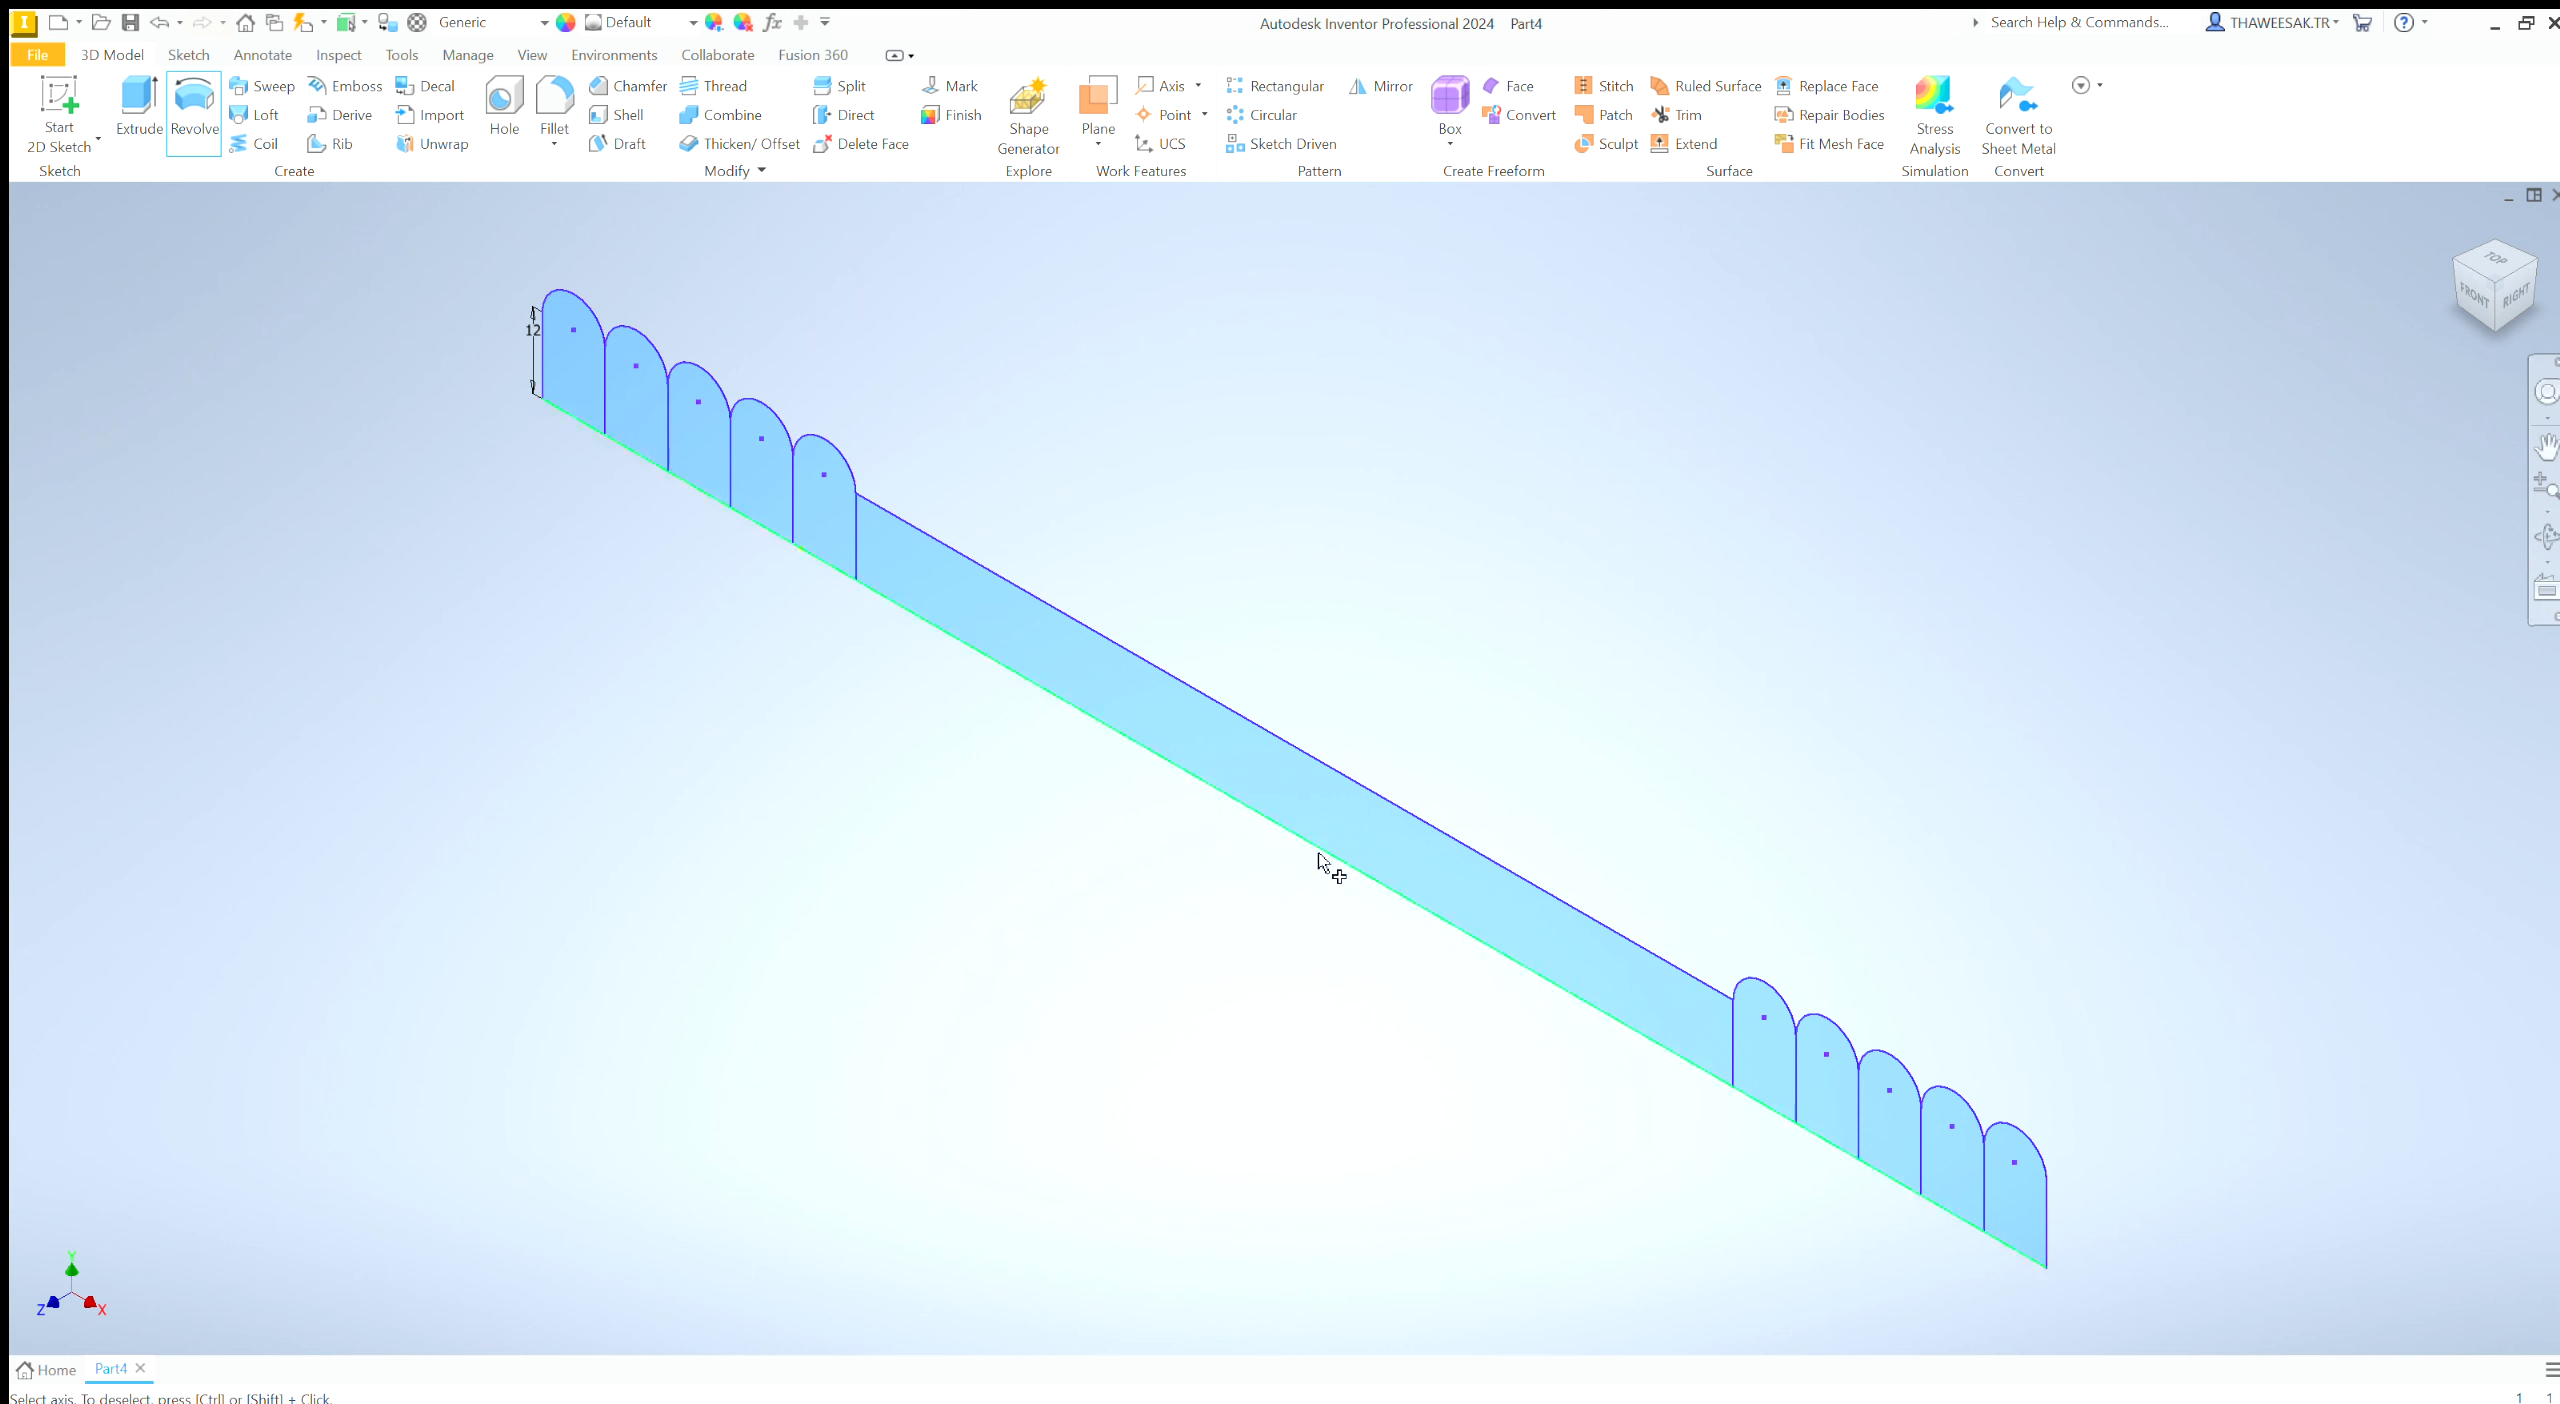 I Generic Default fx Autodesk Inventor Professional 2024 Part4 Search Help & Commands... THAWEESAK.TR
File 3D Model Sketch Annotate Inspect Tools Manage View Environments Collaborate Fusion 360
Sweep Emboss Decal Chamfer Thread Split Mark Axis Rectangular Mirror Face Stitch Ruled Surface Replace Face
Loft Derive Import Shell Combine Direct Finish Point Circular Convert Patch Trim Repair Bodies
Start Extrude Revolve Hole Fillet Shape Plane Box Stress Convert to
2D Sketch Coil Rib Unwrap Draft Thicken/ Offset Delete Face Generator UCS Sketch Driven Sculpt Extend Fit Mesh Face Analysis Sheet Metal
Sketch Create Modify Explore Work Features Pattern Create Freeform Surface Simulation Convert
TOP
FRONT RIGHT
12
Y
Z X
Home Part4
Select axis. To deselect, press [Ctrl] or [Shift] + Click.
1 1